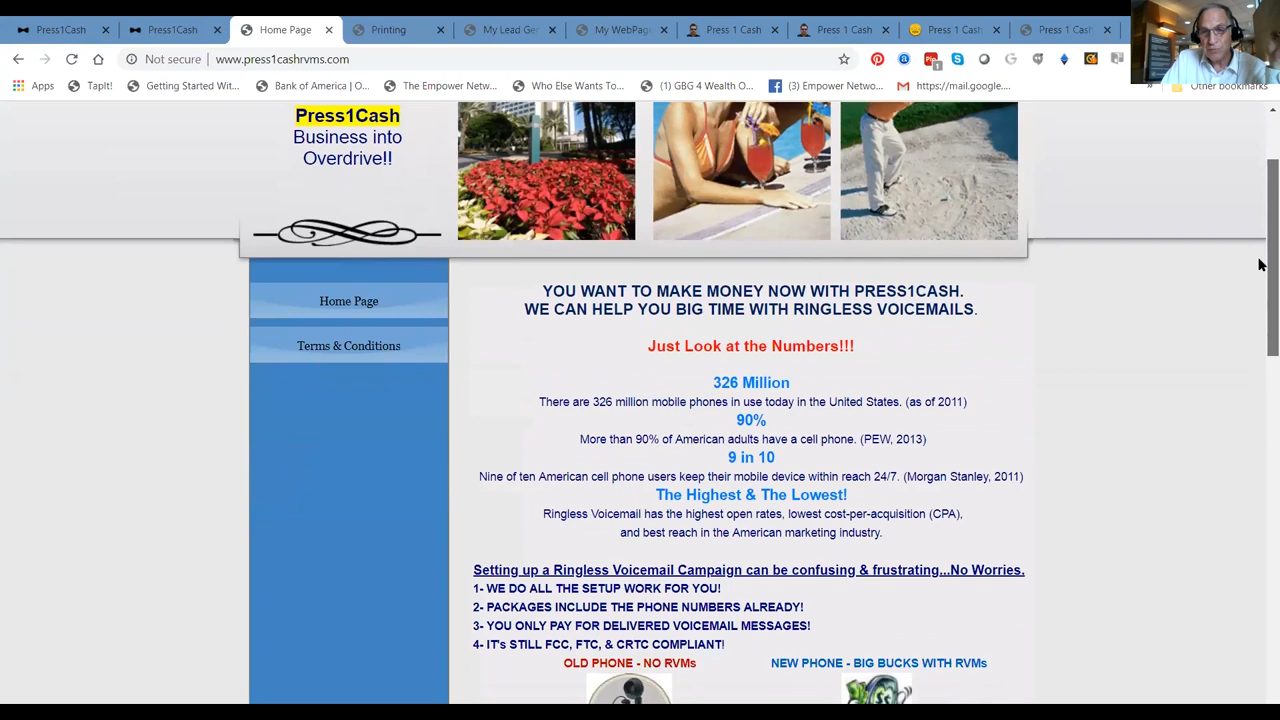 Press1Cash
Press1Cash
Home Page
Printing
My Lead Ger
My WebPage
Press 1 Cash
Press 1 Cash
Press 1 Cash
Press 1 Cash
Not secure
www.press1cashrvms.com
1
Apps
TapIt!
Getting Started Wit...
Bank of America | O...
The Empower Netw...
Who Else Wants To...
(1) GBG 4 Wealth O...
(3) Empower Netwo...
https://mail.google....
»
Other bookmarks
Press1Cash
Business into
Overdrive!!
Home Page
Terms & Conditions
YOU WANT TO MAKE MONEY NOW WITH PRESS1CASH.
WE CAN HELP YOU BIG TIME WITH RINGLESS VOICEMAILS.
Just Look at the Numbers!!!
326 Million
There are 326 million mobile phones in use today in the United States. (as of 2011)
90%
More than 90% of American adults have a cell phone. (PEW, 2013)
9 in 10
Nine of ten American cell phone users keep their mobile device within reach 24/7. (Morgan Stanley, 2011)
The Highest & The Lowest!
Ringless Voicemail has the highest open rates, lowest cost-per-acquisition (CPA),
and best reach in the American marketing industry.
Setting up a Ringless Voicemail Campaign can be confusing & frustrating...No Worries.
1- WE DO ALL THE SETUP WORK FOR YOU!
2- PACKAGES INCLUDE THE PHONE NUMBERS ALREADY!
3- YOU ONLY PAY FOR DELIVERED VOICEMAIL MESSAGES!
4- IT's STILL FCC, FTC, & CRTC COMPLIANT!
OLD PHONE - NO RVMs
NEW PHONE - BIG BUCKS WITH RVMs